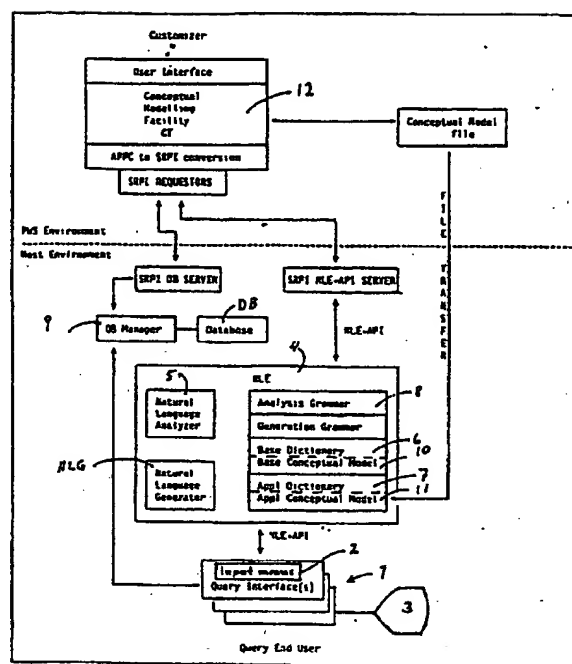 Customizer
User Interface
12
Conceptual
Modelling
Facility
CT
Conceptual Model
file
APPC to SRPI conversion
SRPI REQUESTORS
FILE
TRANSFER
PWS Environment
Host Environment
SRPI DB SERVER
SRPI NLE-API SERVER
9
DB
DB Manager
Database
NLE-API
4
NLE
5
8
Natural
Language
Analyzer
Analysis Grammar
Generation Grammar
6
Base Dictionary
10
Base Conceptual Model
NLG
Natural
Language
Generator
7
Appl Dictionary
11
Appl Conceptual Model
NLE-API
2
Input
Query Interface(s)
1
3
Query End User